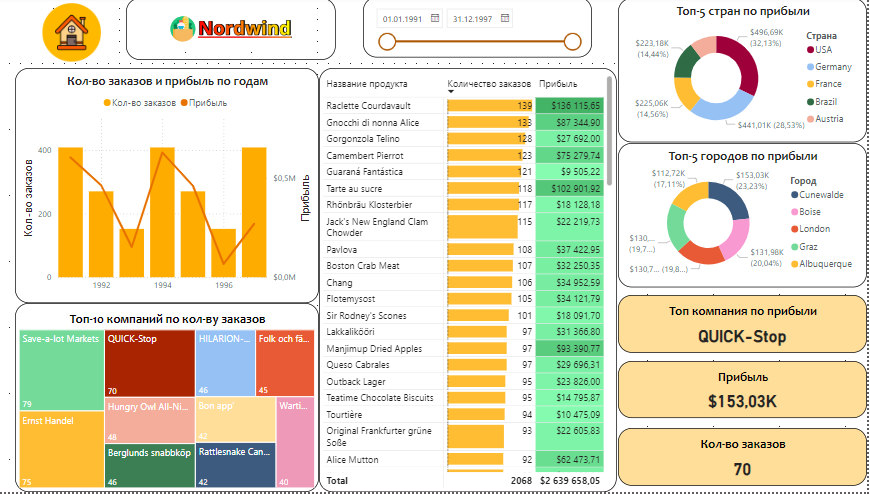 Nordwind
01.01.1991
31.12.1997
Кол-во заказов и прибыль по годам
Кол-во заказов
Прибыль
Кол-во заказов
400
200
0
$0,5M
$0,0M
Прибыль
1992
1994
1996
Топ-10 компаний по кол-ву заказов
Save-a-lot Markets
79
Ernst Handel
75
QUICK-Stop
70
Hungry Owl All-Ni...
48
Berglunds snabbköp
46
HILARION-...
46
Folk och fä...
45
Bon app'
42
Rattlesnake Can...
42
Warti...
40
Название продукта Количество заказов Прибыль
Raclette Courdavault 139 $136 115,65
Gnocchi di nonna Alice 133 $87 344,90
Gorgonzola Telino 128 $27 692,00
Camembert Pierrot 123 $75 279,74
Guaraná Fantástica 121 $9 505,22
Tarte au sucre 118 $102 901,92
Rhönbräu Klosterbier 117 $18 128,18
Jack's New England Clam
Chowder 115 $22 219,73
Pavlova 108 $37 422,95
Boston Crab Meat 107 $32 250,35
Chang 106 $34 952,59
Flotemysost 105 $34 121,79
Sir Rodney's Scones 101 $18 091,70
Lakkalikööri 97 $31 366,80
Manjimup Dried Apples 97 $93 390,77
Queso Cabrales 97 $29 696,31
Outback Lager 95 $23 826,00
Teatime Chocolate Biscuits 95 $14 795,87
Tourtière 94 $10 475,09
Original Frankfurter grüne
Soße 93 $22 605,83
Alice Mutton 92 $62 473,71
Total 2068 $2 639 658,05
Топ-5 стран по прибыли
$496,69K
(32,13%)
$441,01K (28,53%)
$225,06K
(14,56%)
$223,18K
(14,44%)
Страна
USA
Germany
France
Brazil
Austria
Топ-5 городов по прибыли
$153,03K
(23,23%)
$131,98K
(20,04%)
$130,7... (19,8...)
$130,...
(19,7...)
$112,72K
(17,11%)
Город
Cunewalde
Boise
London
Graz
Albuquerque
Топ компания по прибыли
QUICK-Stop
Прибыль
$153,03K
Кол-во заказов
70